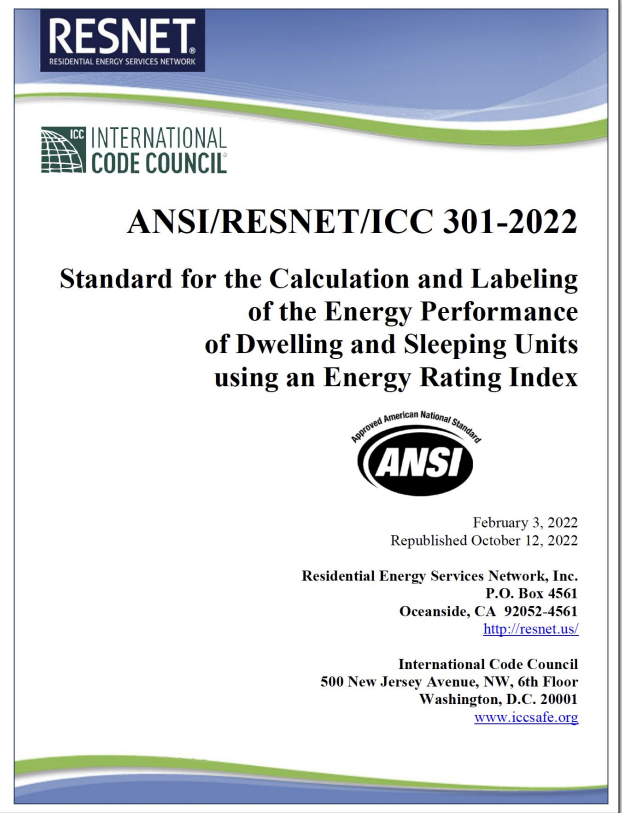 RESNET®
RESIDENTIAL ENERGY SERVICES NETWORK
ICC INTERNATIONAL
CODE COUNCIL®
ANSI/RESNET/ICC 301-2022
Standard for the Calculation and Labeling
of the Energy Performance
of Dwelling and Sleeping Units
using an Energy Rating Index
Approved American National Standard
ANSI
February 3, 2022
Republished October 12, 2022
Residential Energy Services Network, Inc.
P.O. Box 4561
Oceanside, CA 92052-4561
http://resnet.us/
International Code Council
500 New Jersey Avenue, NW, 6th Floor
Washington, D.C. 20001
www.iccsafe.org